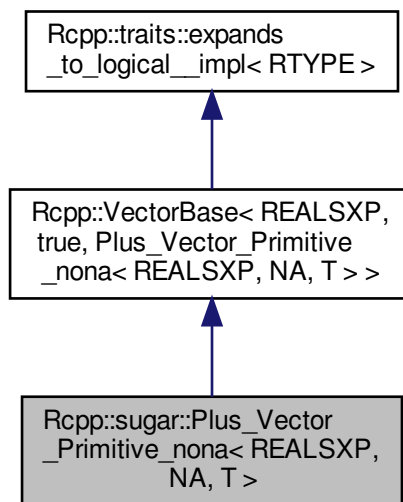 Rcpp::traits::expands
_to_logical__impl< RTYPE >
Rcpp::VectorBase< REALSXP,
true, Plus_Vector_Primitive
_nona< REALSXP, NA, T > >
Rcpp::sugar::Plus_Vector
_Primitive_nona< REALSXP,
NA, T >